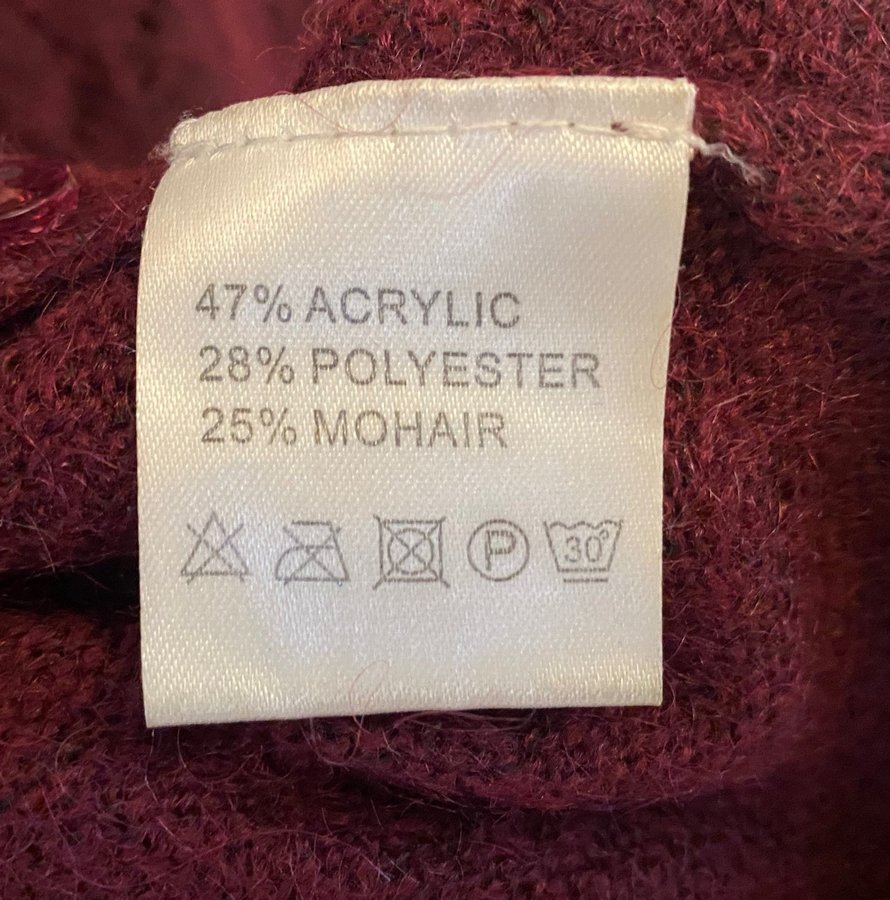 47% ACRYLIC
28% POLYESTER
25% MOHAIR
P 30°